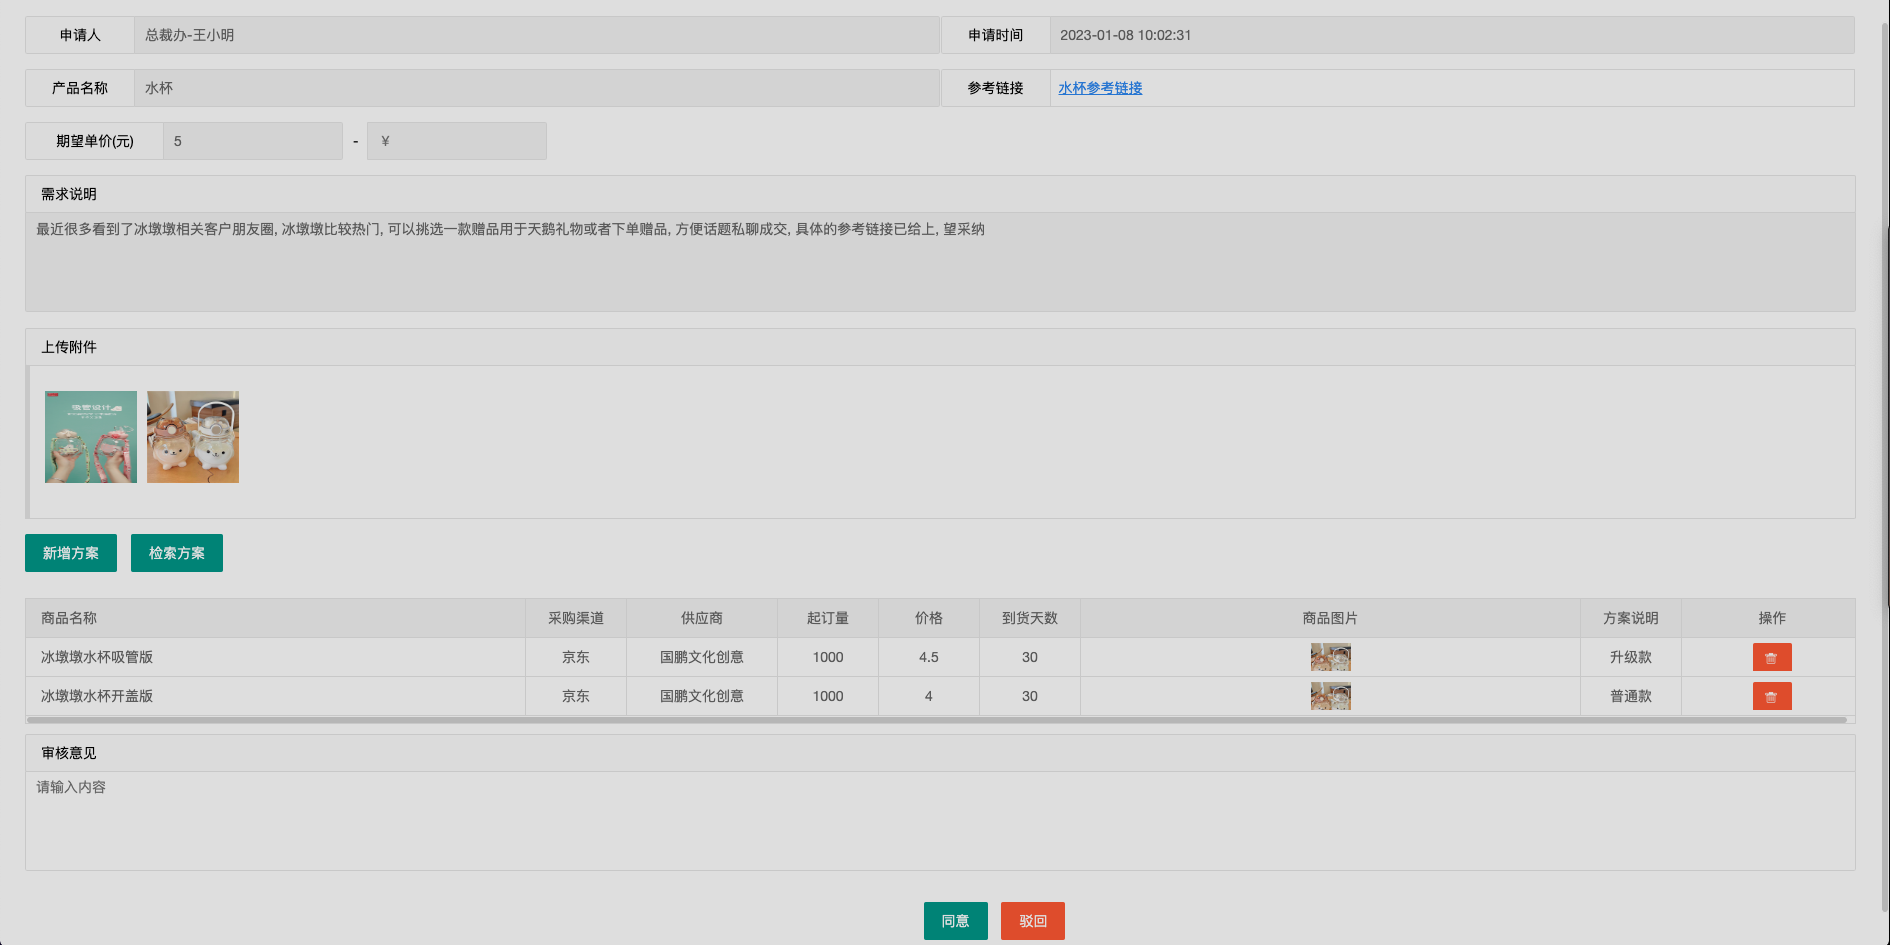 申请人 总裁办-王小明 申请时间 2023-01-08 10:02:31
产品名称 水杯 参考链接 水杯参考链接
期望单价(元) 5 - ¥
需求说明
最近很多看到了冰墩墩相关客户朋友圈, 冰墩墩比较热门, 可以挑选一款赠品用于天鹅礼物或者下单赠品, 方便话题私聊成交, 具体的参考链接已给上, 望采纳
上传附件
吸管设计
新增方案 检索方案
商品名称 采购渠道 供应商 起订量 价格 到货天数 商品图片 方案说明 操作
冰墩墩水杯吸管版 京东 国鹏文化创意 1000 4.5 30 升级款
冰墩墩水杯开盖版 京东 国鹏文化创意 1000 4 30 普通款
审核意见
请输入内容
同意 驳回